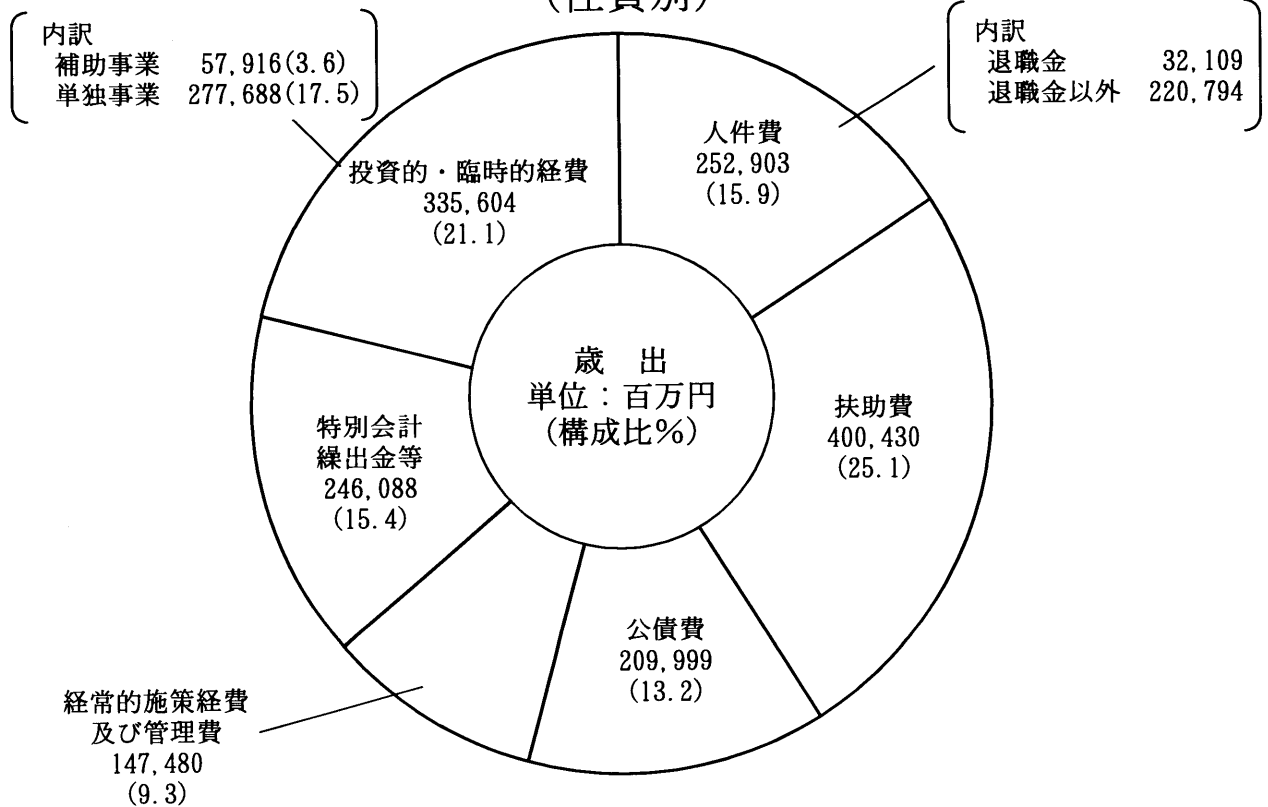 (性質別)
内訳
補助事業 57,916(3.6)
単独事業 277,688(17.5)
内訳
退職金 32,109
退職金以外 220,794
人件費
252,903
(15.9)
投資的・臨時的経費
335,604
(21.1)
歳 出
単位：百万円
(構成比%)
扶助費
400,430
(25.1)
特別会計
繰出金等
246,088
(15.4)
公債費
209,999
(13.2)
経常的施策経費
及び管理費
147,480
(9.3)